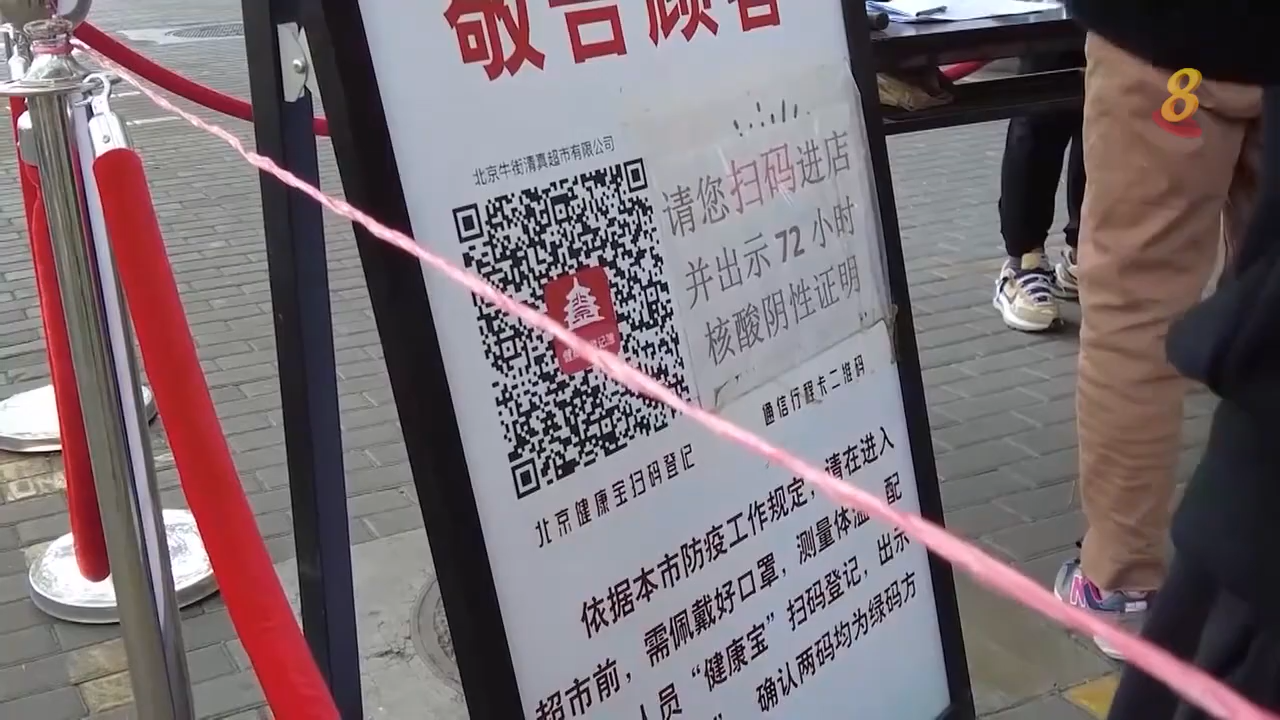 敬告顾客
8
北京牛街清真超市有限公司
请您扫码进店
并出示 72 小时
核酸阴性证明
通信行程卡二维码
北京健康宝扫码登记
依据本市防疫工作规定，请在进入
超市前，需佩戴好口罩，测量体温 配
人员“健康宝”扫码登记，出示
” 确认两码均为绿码方
N